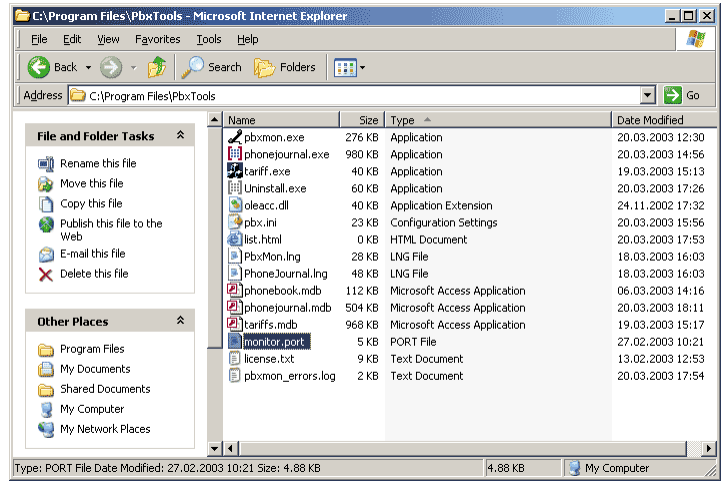 C:\Program Files\PbxTools - Microsoft Internet Explorer
File Edit View Favorites Tools Help
Back Search Folders
Address C:\Program Files\PbxTools Go
File and Folder Tasks
Rename this file
Move this file
Copy this file
Publish this file to the
Web
E-mail this file
Delete this file
Other Places
Program Files
My Documents
Shared Documents
My Computer
My Network Places
Name Size Type Date Modified
pbxmon.exe 276 KB Application 20.03.2003 12:30
phonejournal.exe 980 KB Application 20.03.2003 14:56
tariff.exe 40 KB Application 19.03.2003 15:13
Uninstall.exe 60 KB Application 20.03.2003 17:26
oleacc.dll 40 KB Application Extension 24.11.2002 17:32
pbx.ini 23 KB Configuration Settings 20.03.2003 15:56
list.html 0 KB HTML Document 20.03.2003 17:53
PbxMon.lng 28 KB LNG File 18.03.2003 16:03
PhoneJournal.lng 48 KB LNG File 18.03.2003 16:03
phonebook.mdb 112 KB Microsoft Access Application 06.03.2003 14:16
phonejournal.mdb 504 KB Microsoft Access Application 20.03.2003 18:11
tariffs.mdb 968 KB Microsoft Access Application 19.03.2003 15:17
monitor.port 5 KB PORT File 27.02.2003 10:21
license.txt 9 KB Text Document 13.02.2003 12:53
pbxmon_errors.log 2 KB Text Document 20.03.2003 17:54
Type: PORT File Date Modified: 27.02.2003 10:21 Size: 4.88 KB 4.88 KB My Computer